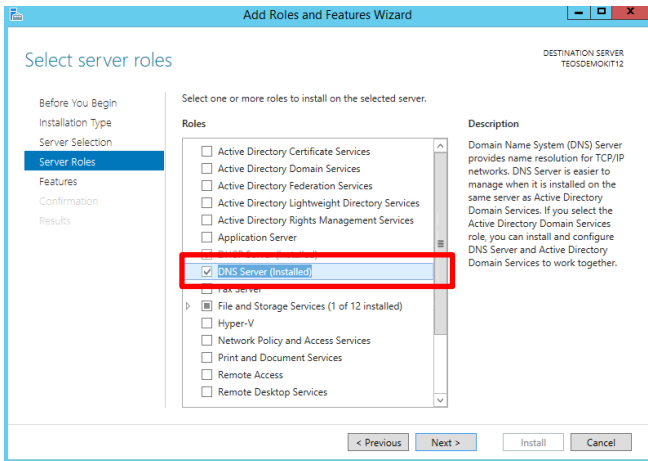 Add Roles and Features Wizard
Select server roles
DESTINATION SERVER
TEOSDEMOKIT12
Before You Begin
Installation Type
Server Selection
Server Roles
Features
Confirmation
Results
Select one or more roles to install on the selected server.
Roles
Active Directory Certificate Services
Active Directory Domain Services
Active Directory Federation Services
Active Directory Lightweight Directory Services
Active Directory Rights Management Services
Application Server
DHCP Server (Installed)
DNS Server (Installed)
Fax Server
File and Storage Services (1 of 12 installed)
Hyper-V
Network Policy and Access Services
Print and Document Services
Remote Access
Remote Desktop Services
Description
Domain Name System (DNS) Server
provides name resolution for TCP/IP
networks. DNS Server is easier to
manage when it is installed on the
same server as Active Directory
Domain Services. If you select the
Active Directory Domain Services
role, you can install and configure
DNS Server and Active Directory
Domain Services to work together.
< Previous
Next >
Install
Cancel